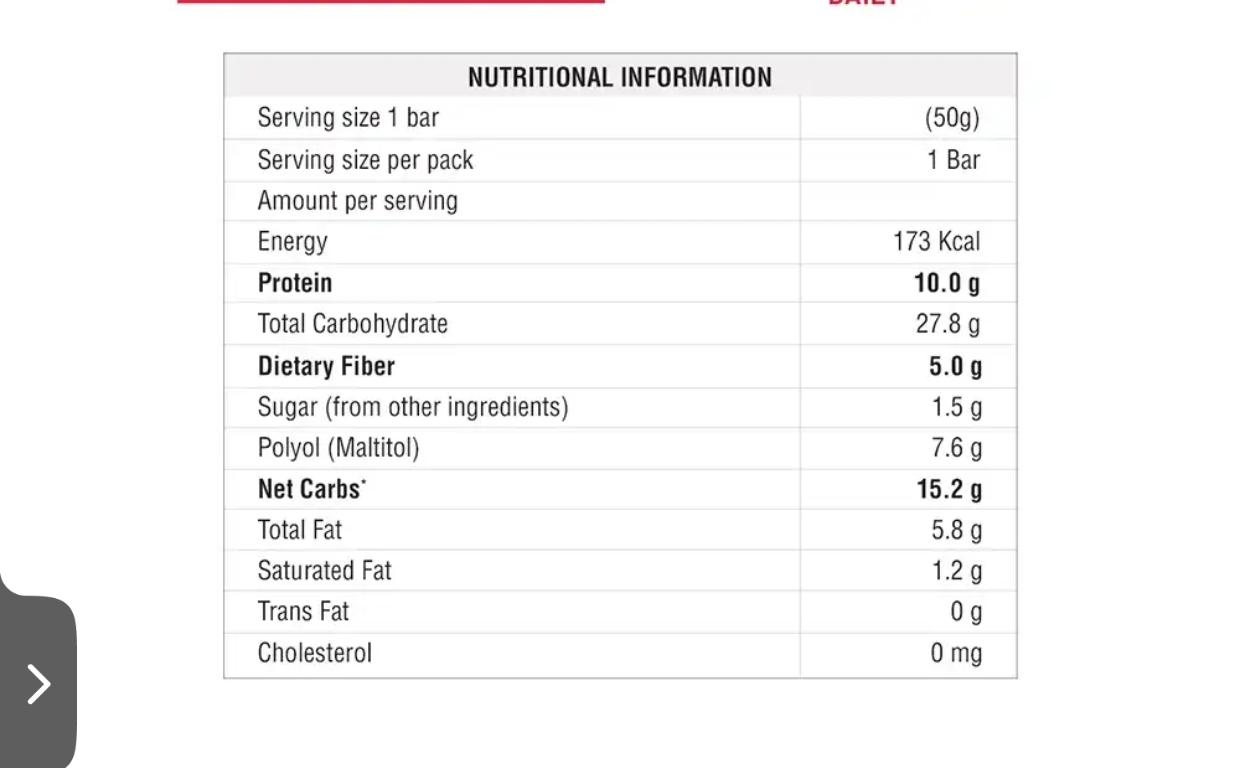 DAILY
NUTRITIONAL INFORMATION
Serving size 1 bar (50g)
Serving size per pack 1 Bar
Amount per serving
Energy 173 Kcal
Protein 10.0 g
Total Carbohydrate 27.8 g
Dietary Fiber 5.0 g
Sugar (from other ingredients) 1.5 g
Polyol (Maltitol) 7.6 g
Net Carbs* 15.2 g
Total Fat 5.8 g
Saturated Fat 1.2 g
Trans Fat 0 g
Cholesterol 0 mg